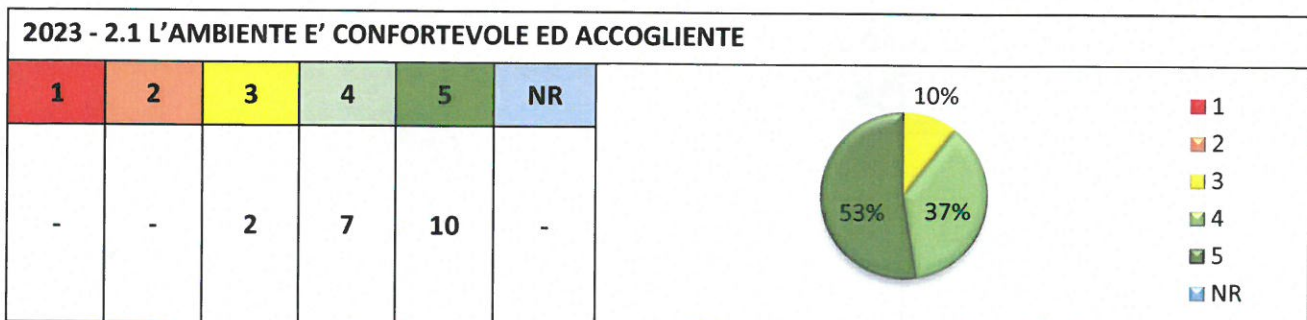 2023 - 2.1 L'AMBIENTE E' CONFORTEVOLE ED ACCOGLIENTE
1 2 3 4 5 NR
- - 2 7 10 -
10%
53% 37%
1
2
3
4
5
NR